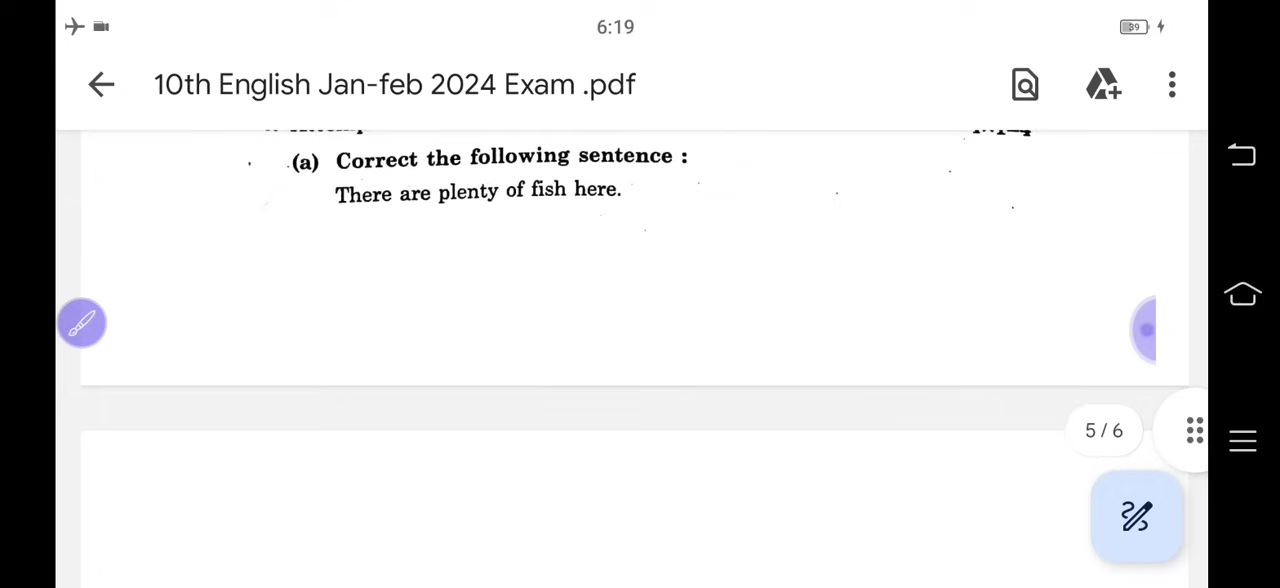 6:19
39
10th English Jan-feb 2024 Exam .pdf
(a) Correct the following sentence :
There are plenty of fish here.
5 / 6